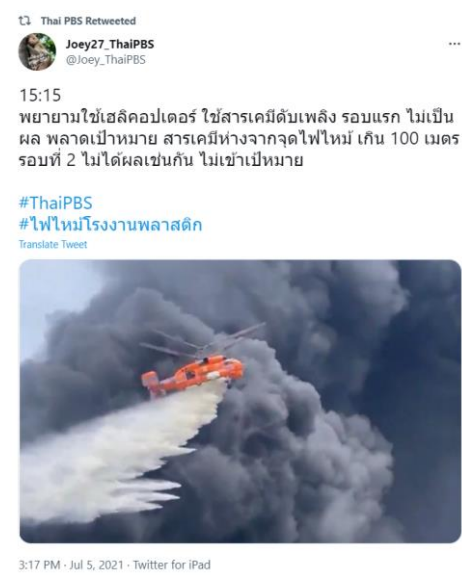 Thai PBS Retweeted
Joey27_ThaiPBS
@Joey_ThaiPBS
15:15
พยายามใช้เฮลิคอปเตอร์ ใช้สารเคมีดับเพลิง รอบแรก ไม่เป็น
ผล พลาดเป้าหมาย สารเคมีห่างจากจุดไฟไหม้ เกิน 100 เมตร
รอบที่ 2 ไม่ได้ผลเช่นกัน ไม่เข้าเป้หมาย
#ThaiPBS
#ไฟไหม้โรงงานพลาสติก
Translate Tweet
3:17 PM · Jul 5, 2021 · Twitter for iPad